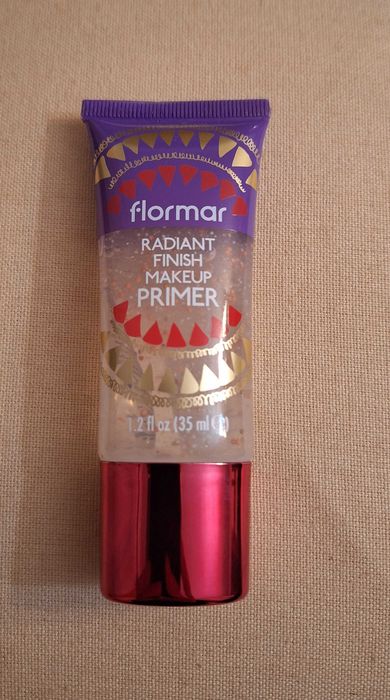 flormar
RADIANT
FINISH
MAKEUP
PRIMER
1.2 fl oz (35 ml ℮)